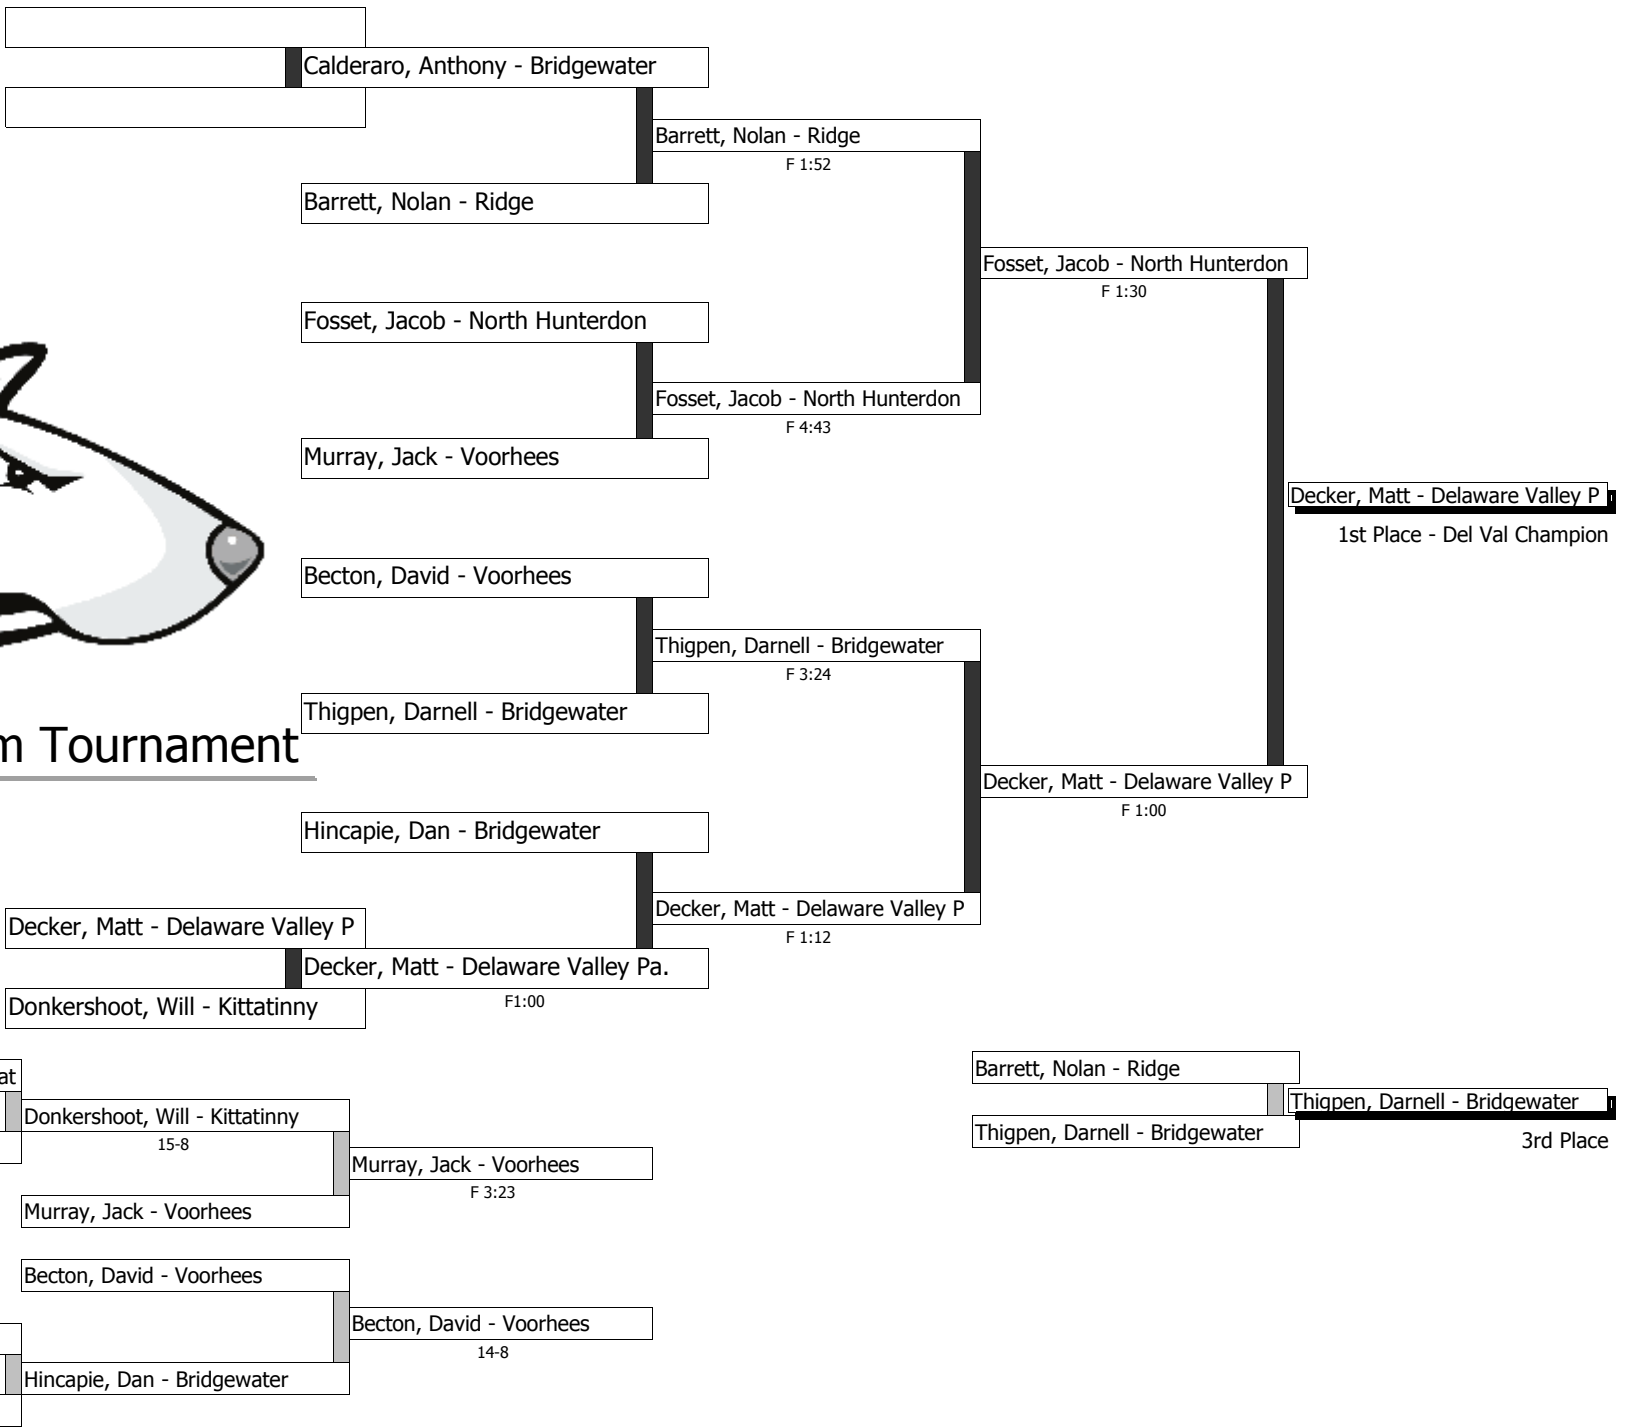 Calderaro, Anthony - Bridgewater
Barrett, Nolan - Ridge
F 1:52
Barrett, Nolan - Ridge
Fosset, Jacob - North Hunterdon
F 1:30
Fosset, Jacob - North Hunterdon
Fosset, Jacob - North Hunterdon
F 4:43
Murray, Jack - Voorhees
Decker, Matt - Delaware Valley P
1st Place - Del Val Champion
Becton, David - Voorhees
Thigpen, Darnell - Bridgewater
F 3:24
Thigpen, Darnell - Bridgewater
m Tournament
Decker, Matt - Delaware Valley P
F 1:00
Hincapie, Dan - Bridgewater
Decker, Matt - Delaware Valley P
F 1:12
Decker, Matt - Delaware Valley P
Decker, Matt - Delaware Valley Pa.
F1:00
Donkershoot, Will - Kittatinny
Barrett, Nolan - Ridge
at
Thigpen, Darnell - Bridgewater
Donkershoot, Will - Kittatinny
Thigpen, Darnell - Bridgewater
15-8
3rd Place
Murray, Jack - Voorhees
F 3:23
Murray, Jack - Voorhees
Becton, David - Voorhees
Becton, David - Voorhees
14-8
Hincapie, Dan - Bridgewater